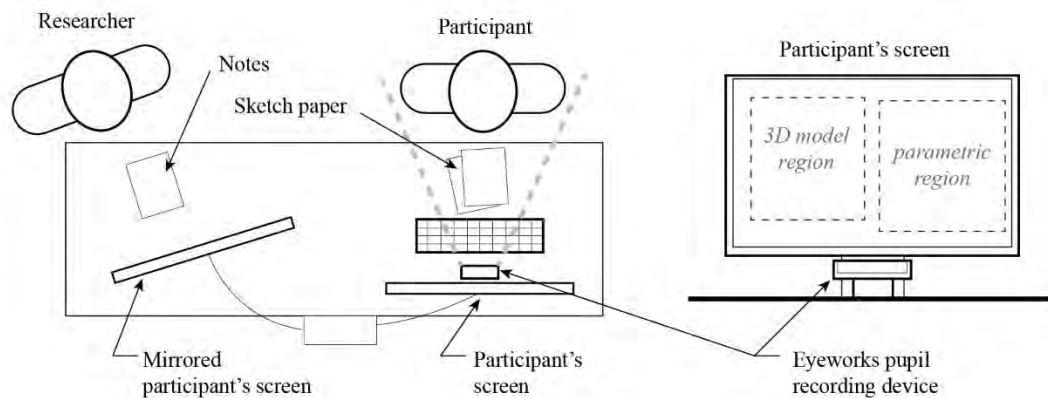 Researcher
Participant
Participant's screen
Notes
Sketch paper
3D model
region
parametric
region
Mirrored
participant's screen
Participant's
screen
Eyeworks pupil
recording device